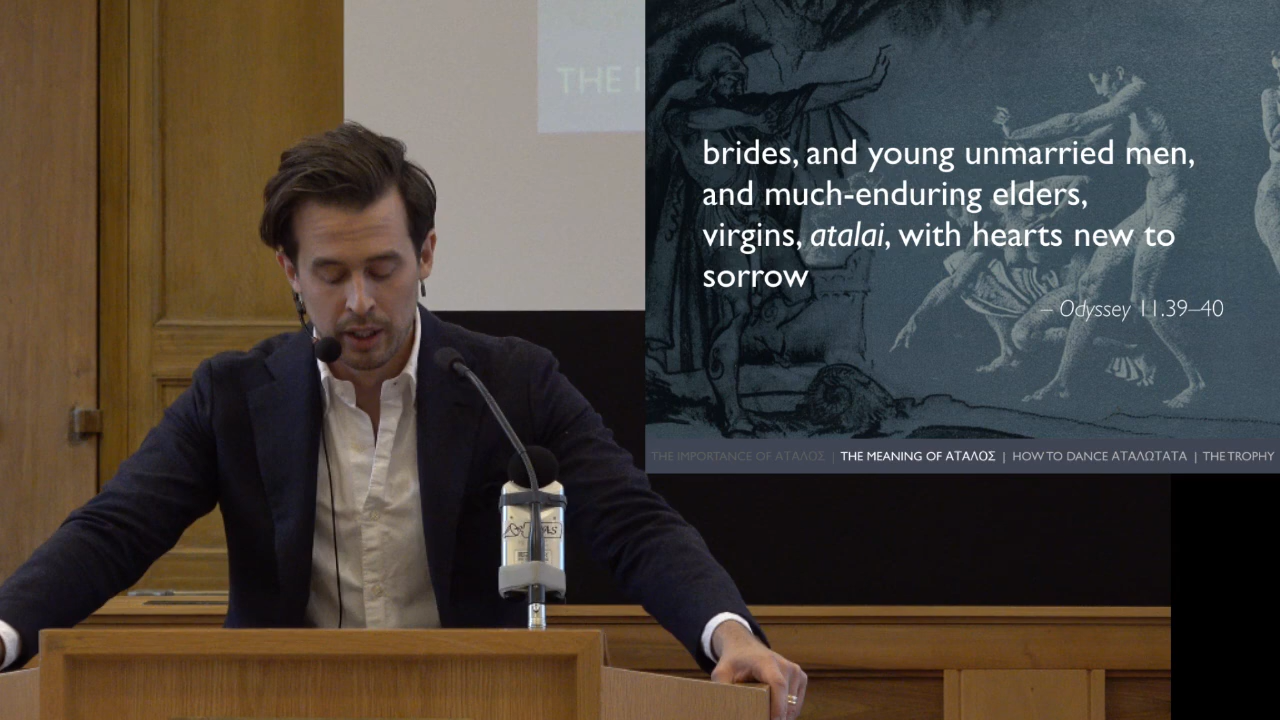 THE I
brides, and young unmarried men,
and much-enduring elders,
virgins, atalai, with hearts new to
sorrow
– Odyssey 11.39–40
THE IMPORTANCE OF ΑΤΑΛΟΣ | THE MEANING OF ΑΤΑΛΟΣ | HOW TO DANCE ΑΤΑΛΩΤΑΤΑ | THE TROPHY